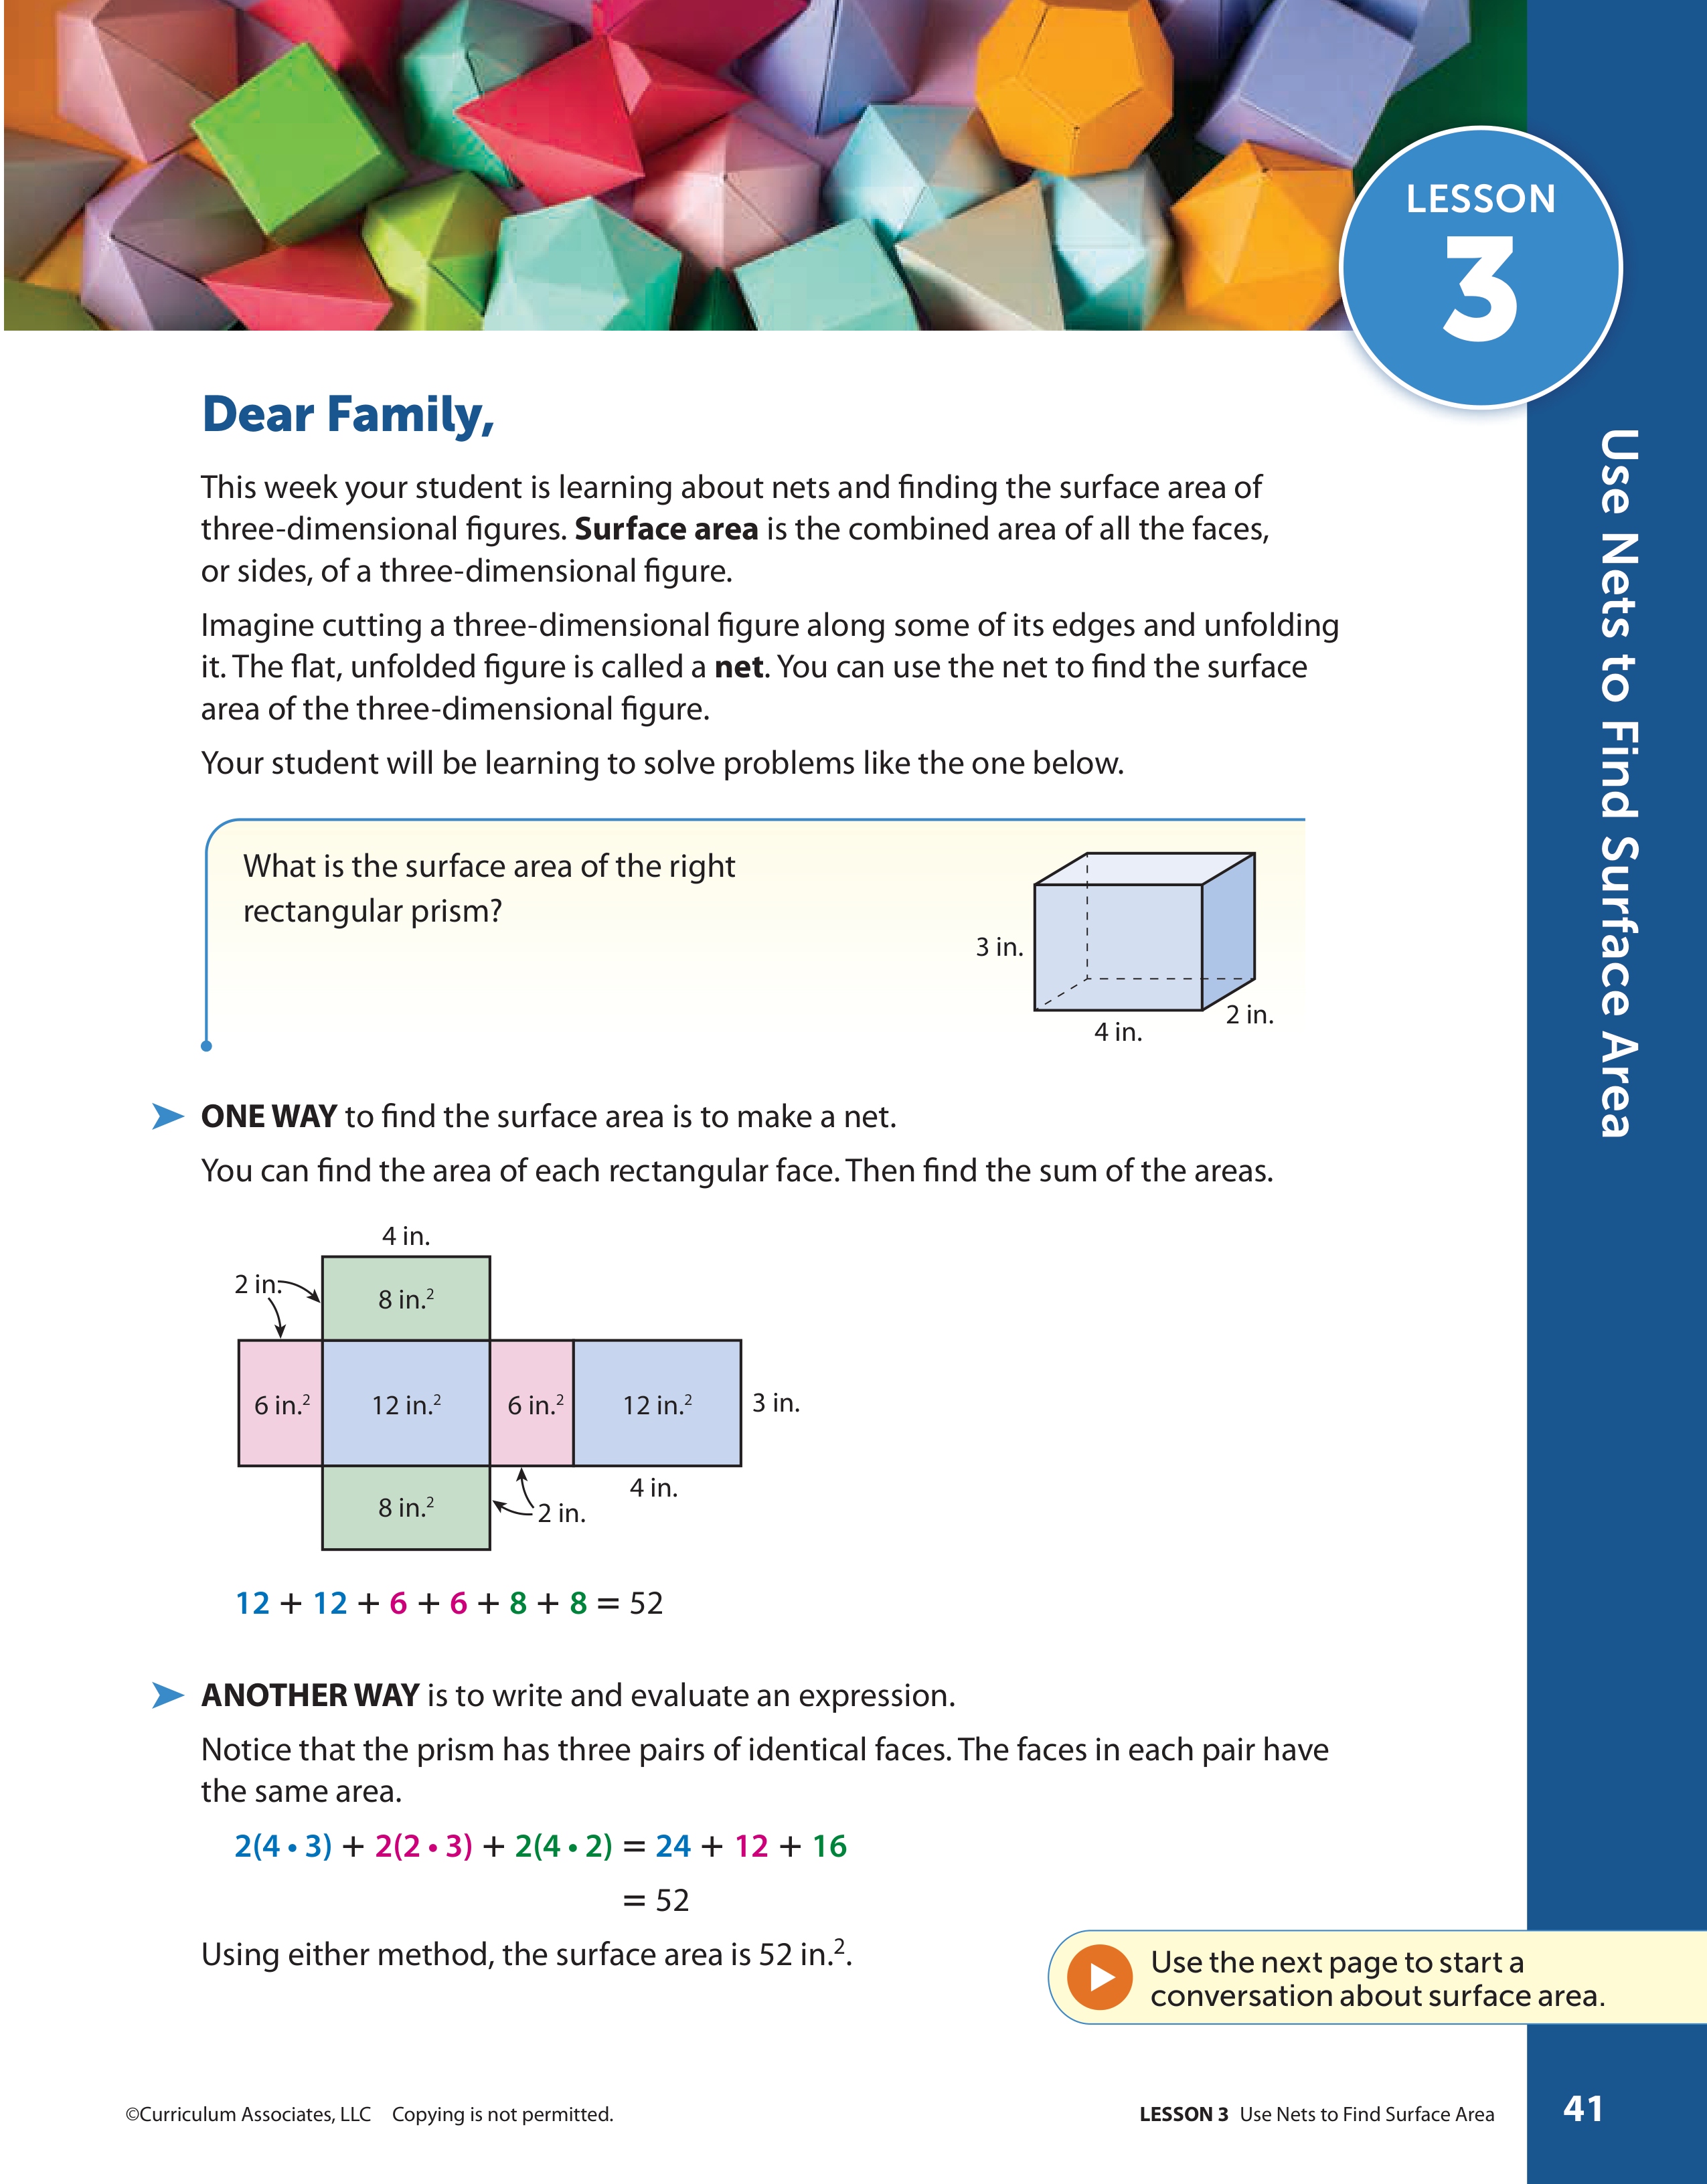 LESSON
3
Use Nets to Find Surface Area
Dear Family,
This week your student is learning about nets and finding the surface area of
three-dimensional figures. Surface area is the combined area of all the faces,
or sides, of a three-dimensional figure.
Imagine cutting a three-dimensional figure along some of its edges and unfolding
it. The flat, unfolded figure is called a net. You can use the net to find the surface
area of the three-dimensional figure.
Your student will be learning to solve problems like the one below.
What is the surface area of the right
rectangular prism?
3 in.
4 in.
2 in.
➤ ONE WAY to find the surface area is to make a net.
You can find the area of each rectangular face. Then find the sum of the areas.
4 in.
2 in.
8 in.²
6 in.² 12 in.² 6 in.² 12 in.² 3 in.
4 in.
8 in.²
2 in.
12 + 12 + 6 + 6 + 8 + 8 = 52
➤ ANOTHER WAY is to write and evaluate an expression.
Notice that the prism has three pairs of identical faces. The faces in each pair have
the same area.
2(4 • 3) + 2(2 • 3) + 2(4 • 2) = 24 + 12 + 16
= 52
Using either method, the surface area is 52 in.².
Use the next page to start a
conversation about surface area.
©Curriculum Associates, LLC Copying is not permitted.
LESSON 3 Use Nets to Find Surface Area
41